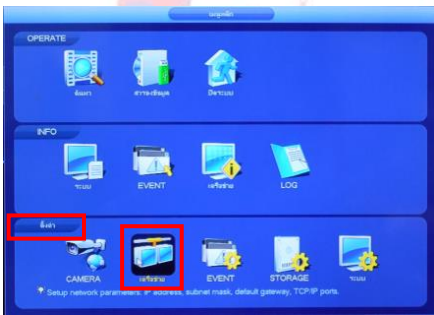 เมนูหลัก
OPERATE
ค้นหา
สำรองข้อมูล
ปิดระบบ
INFO
ระบบ
EVENT
เครือข่าย
LOG
ตั้งค่า
CAMERA
เครือข่าย
EVENT
STORAGE
ระบบ
Setup network parameters: IP address, subnet mask, default gateway, TCP/IP ports.